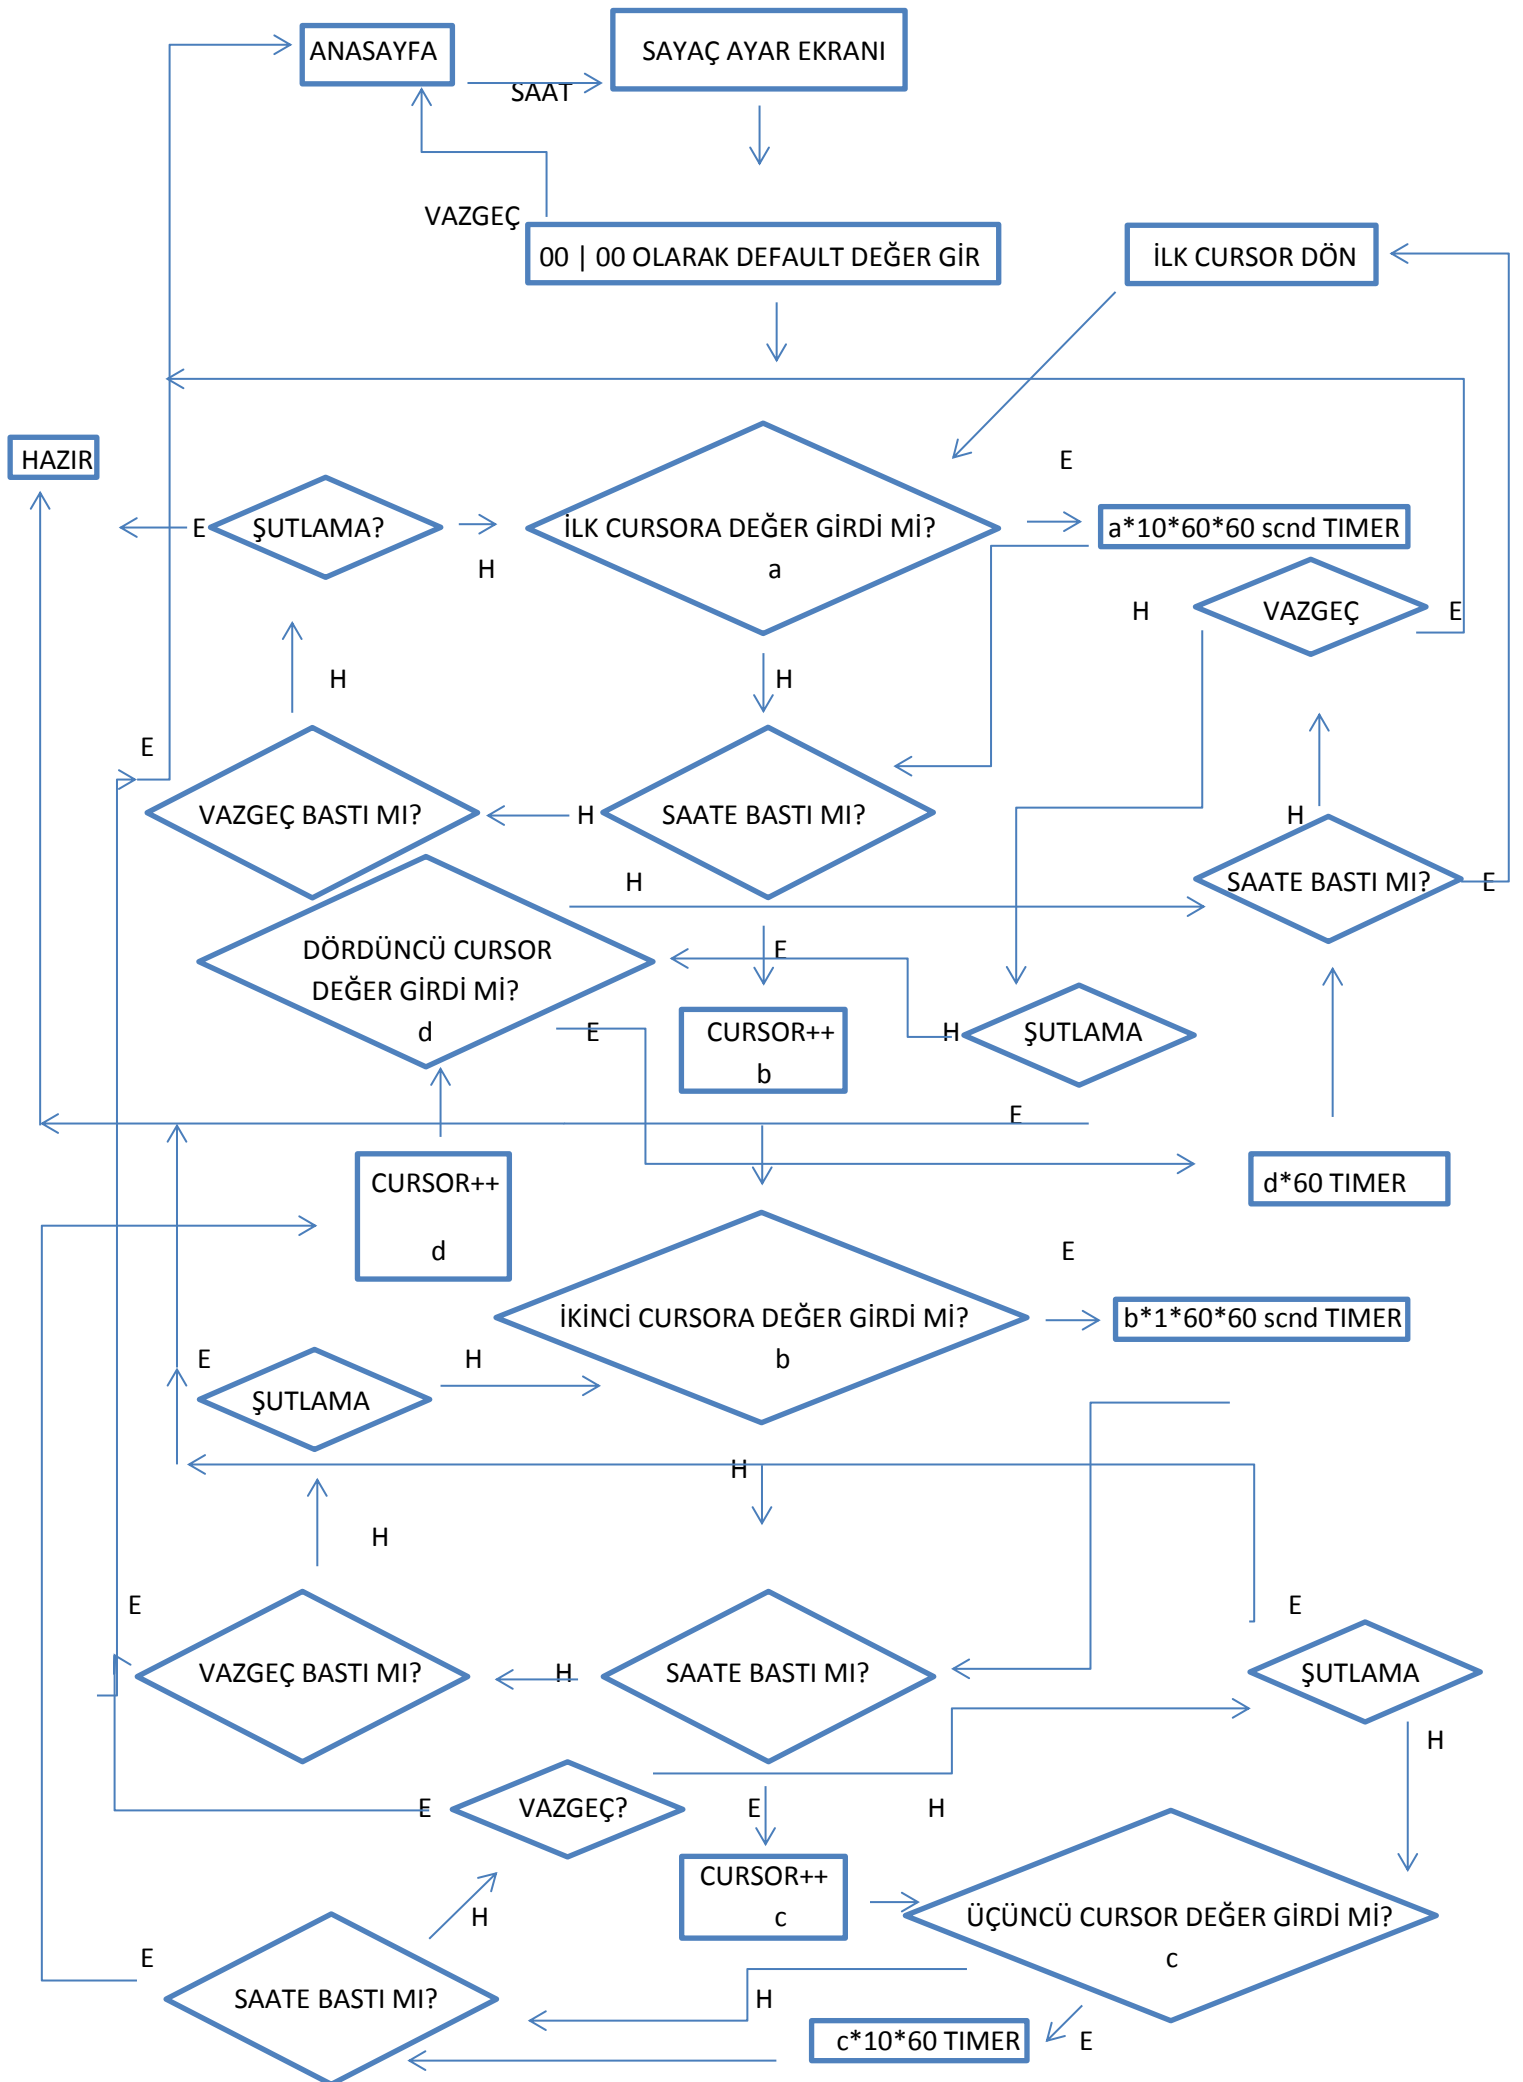 ANASAYFA
SAYAÇ AYAR EKRANI
SAAT
VAZGEÇ
00 | 00 OLARAK DEFAULT DEĞER GİR
İLK CURSOR DÖN
HAZIR
E
ŞUTLAMA?
H
İLK CURSORA DEĞER GİRDİ Mİ?
a
E
a*10*60*60 scnd TIMER
H
VAZGEÇ
E
H
H
E
VAZGEÇ BASTI MI?
H
SAATE BASTI MI?
H
SAATE BASTI MI?
E
H
DÖRDÜNCÜ CURSOR
DEĞER GİRDİ Mİ?
d
E
E
CURSOR++
b
H
ŞUTLAMA
E
CURSOR++
d
d*60 TIMER
E
İKİNCİ CURSORA DEĞER GİRDİ Mİ?
b
b*1*60*60 scnd TIMER
E
H
ŞUTLAMA
H
H
E
E
VAZGEÇ BASTI MI?
H
SAATE BASTI MI?
ŞUTLAMA
H
E
VAZGEÇ?
E
H
CURSOR++
c
H
ÜÇÜNCÜ CURSOR DEĞER GİRDİ Mİ?
c
E
SAATE BASTI MI?
H
c*10*60 TIMER
E